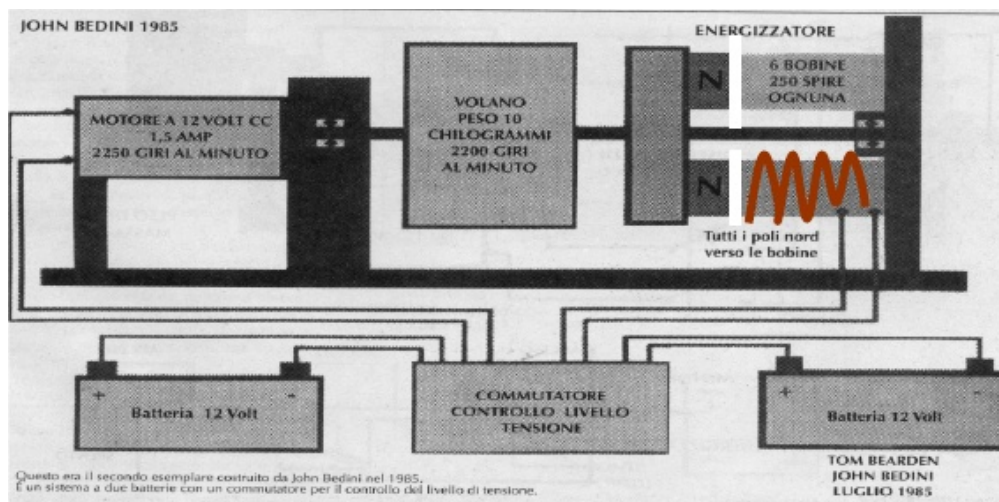 JOHN BEDINI 1985
ENERGIZZATORE
MOTORE A 12 VOLT CC
1,5 AMP
2250 GIRI AL MINUTO
VOLANO
PESO 10
CHILOGRAMMI
2200 GIRI
AL MINUTO
N
6 BOBINE
250 SPIRE
OGNUNA
N
Tutti i poli nord
verso le bobine
+ -
Batteria 12 Volt
COMMUTATORE
CONTROLLO LIVELLO
TENSIONE
+ -
Batteria 12 Volt
TOM BEARDEN
JOHN BEDINI
LUGLIO 1985
Questo era il secondo esemplare costruito da John Bedini nel 1985.
È un sistema a due batterie con un commutatore per il controllo del livello di tensione.